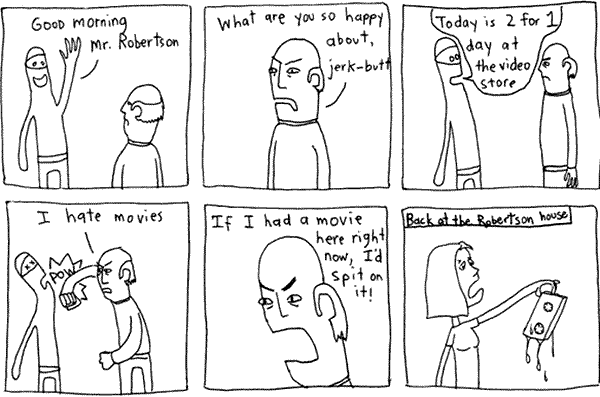 Good morning
Mr. Robertson
What are you so happy
about,
jerk-butt
Today is 2 for 1
day at
the video
store
I hate movies
POW
If I had a movie
here right
now, I'd
spit on
it!
Back at the Robertson house